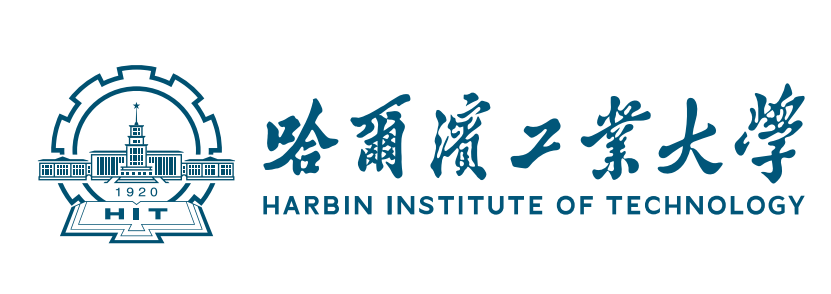 哈爾濱工業大學
HARBIN INSTITUTE OF TECHNOLOGY
1920
HIT